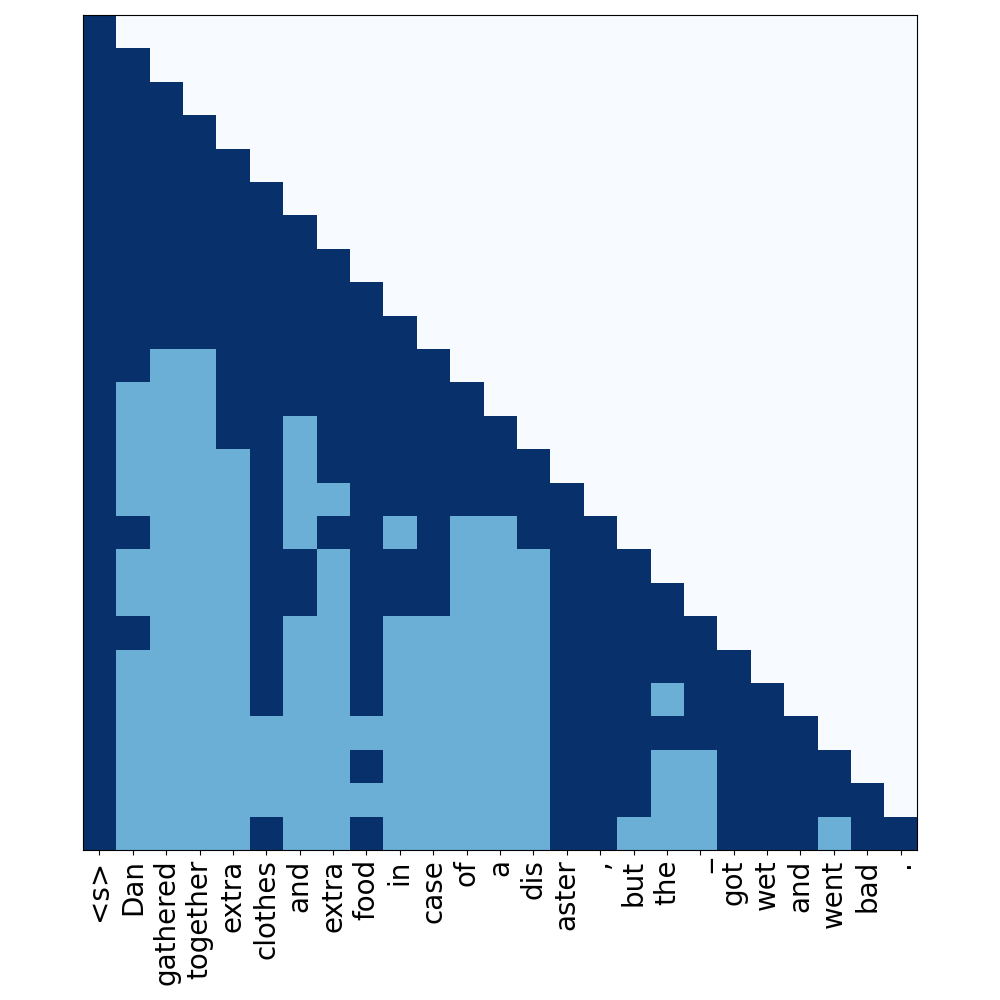 <s> Dan gathered together extra clothes and extra food in case of a dis aster , but the _ got wet and went bad .